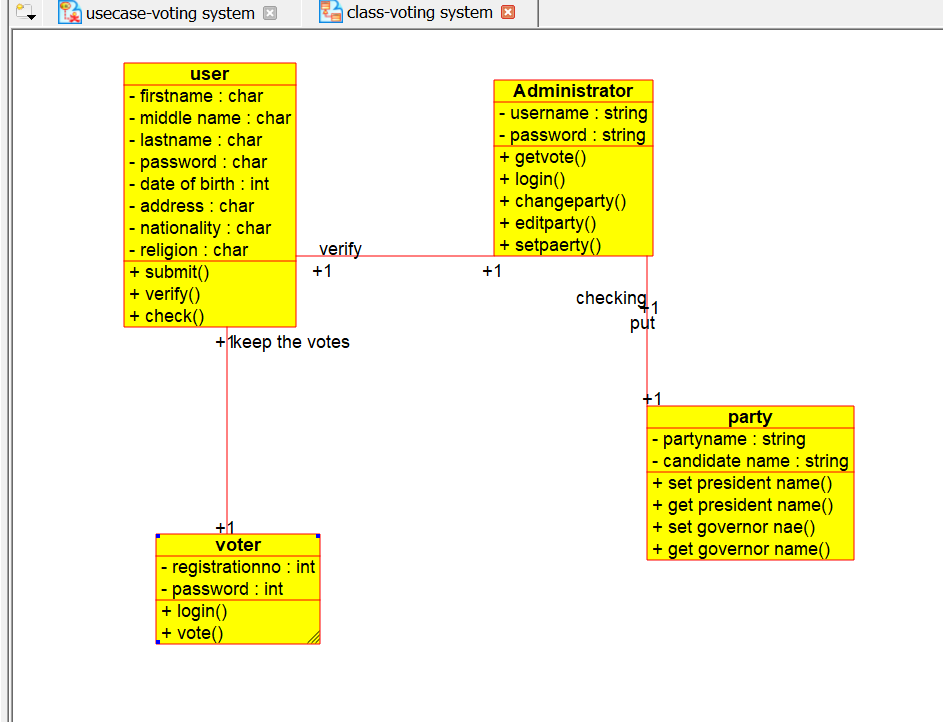 usecase-voting system
class-voting system
user
- firstname : char
- middle name : char
- lastname : char
- password : char
- date of birth : int
- address : char
- nationality : char
- religion : char
+ submit()
+ verify()
+ check()
Administrator
- username : string
- password : string
+ getvote()
+ login()
+ changeparty()
+ editparty()
+ setpaerty()
verify
+1
+1
checking
+1
put
+1
+1
keep the votes
+1
party
- partyname : string
- candidate name : string
+ set president name()
+ get president name()
+ set governor nae()
+ get governor name()
voter
- registrationno : int
- password : int
+ login()
+ vote()